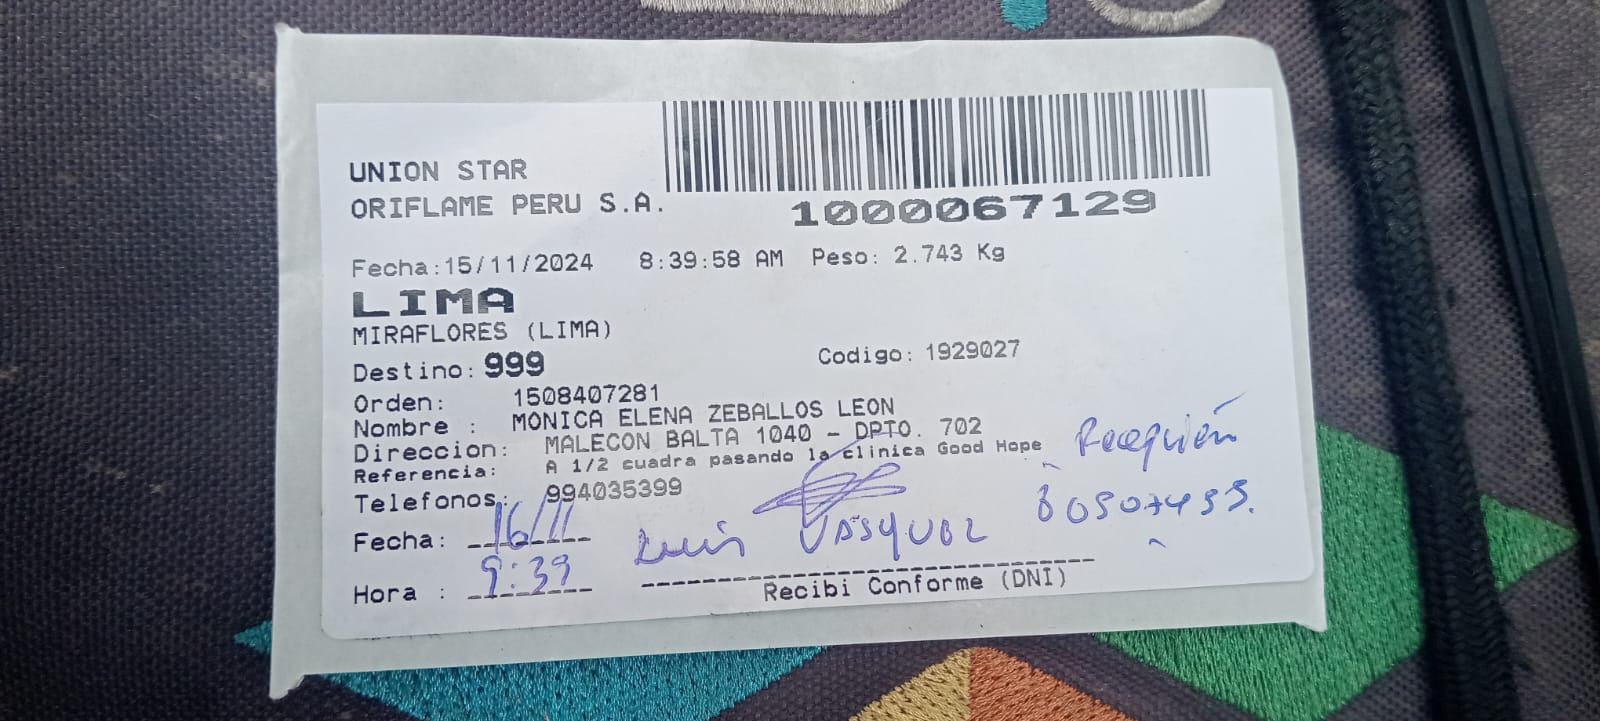 UNION STAR
ORIFLAME PERU S.A.
1000067129
Fecha:15/11/2024 8:39:58 AM Peso: 2.743 Kg
LIMA
MIRAFLORES (LIMA)
Destino: 999 Codigo: 1929027
Orden: 1508407281
Nombre : MONICA ELENA ZEBALLOS LEON
Direccion: MALECON BALTA 1040 - DPTO. 702
Referencia: A 1/2 cuadra pasando la clinica Good Hope
Telefonos: 994035399
Fecha: 16/11
Luis Vasquez
Hora : 9:39
Recibi Conforme (DNI)